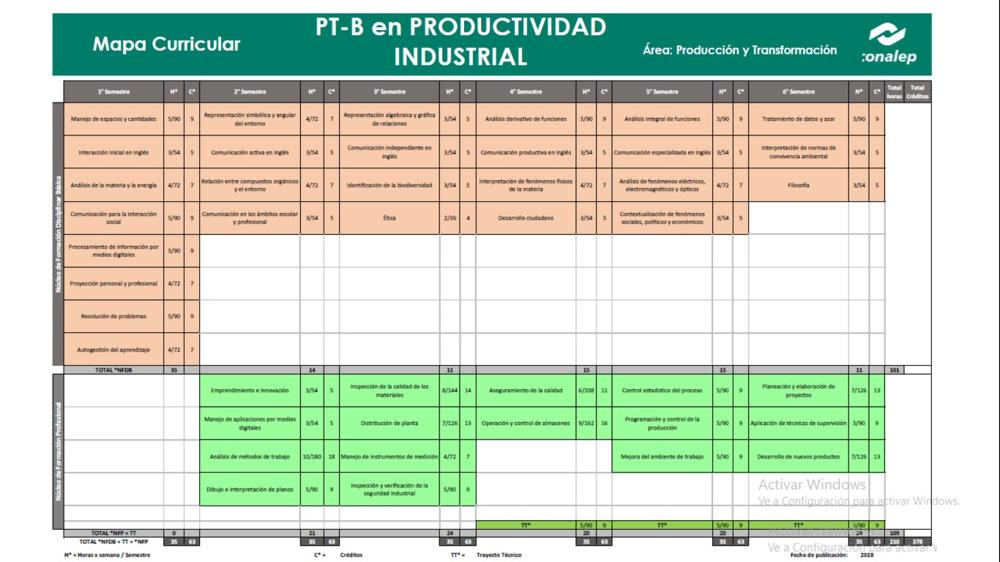 Mapa Curricular
PT-B en PRODUCTIVIDAD
INDUSTRIAL
Área: Producción y Transformación
conalep
1° Semestre H* C* 2° Semestre H* C* 3° Semestre H* C* 4° Semestre H* C* 5° Semestre H* C* 6° Semestre H* C* Total horas Total Créditos
Núcleo de Formación Disciplinar Básica
Manejo de espacios y cantidades 5/90 9 Representación simbólica y angular del entorno 4/72 7 Representación algebraica y gráfica de relaciones 3/54 5 Análisis derivativo de funciones 5/90 9 Análisis integral de funciones 5/90 9 Tratamiento de datos y azar 5/90 9
Interacción inicial en inglés 3/54 5 Comunicación activa en inglés 3/54 5 Comunicación independiente en inglés 3/54 5 Comunicación productiva en inglés 3/54 5 Comunicación especializada en inglés 3/54 5 Interpretación de normas de convivencia ambiental 3/54 5
Análisis de la materia y la energía 4/72 7 Relación entre compuestos orgánicos y el entorno 4/72 7 Identificación de la biodiversidad 3/54 5 Interpretación de fenómenos físicos de la materia 4/72 7 Análisis de fenómenos eléctricos, electromagnéticos y ópticos 4/72 7 Filosofía 3/54 5
Comunicación para la interacción social 5/90 9 Comunicación en los ámbitos escolar y profesional 3/54 5 Ética 2/36 4 Desarrollo ciudadano 3/54 5 Contextualización de fenómenos sociales, políticos y económicos 3/54 5
Procesamiento de información por medios digitales 5/90 9
Proyección personal y profesional 4/72 7
Resolución de problemas 5/90 9
Autogestión del aprendizaje 4/72 7
TOTAL *NFDB 35 14 11 15 15 11 101
Núcleo de Formación Profesional
Emprendimiento e innovación 3/54 5 Inspección de la calidad de los materiales 8/144 14 Aseguramiento de la calidad 6/108 11 Control estadístico del proceso 5/90 9 Planeación y elaboración de proyectos 7/126 13
Manejo de aplicaciones por medios digitales 3/54 5 Distribución de planta 7/126 13 Operación y control de almacenes 9/162 16 Programación y control de la producción 5/90 9 Aplicación de técnicas de supervisión 5/90 9
Análisis de métodos de trabajo 10/180 18 Manejo de instrumentos de medición 4/72 7 Mejora del ambiente de trabajo 5/90 9 Desarrollo de nuevos productos 7/126 13
Dibujo e interpretación de planos 5/90 9 Inspección y verificación de la seguridad industrial 5/90 9
TT* 5/90 9 TT* 5/90 9 TT* 5/90 9
TOTAL *NFP + TT 0 21 24 20 20 24 109
TOTAL *NFDB + TT + *NFP 35 63 35 63 35 63 35 63 35 63 35 63 210 378
H* = Horas x semana / Semestre C* = Créditos TT* = Trayecto Técnico Fecha de publicación: 2018
Activar Windows
Ve a Configuración para activar Windows.
Activar Windows
Ve a Configuración para activar